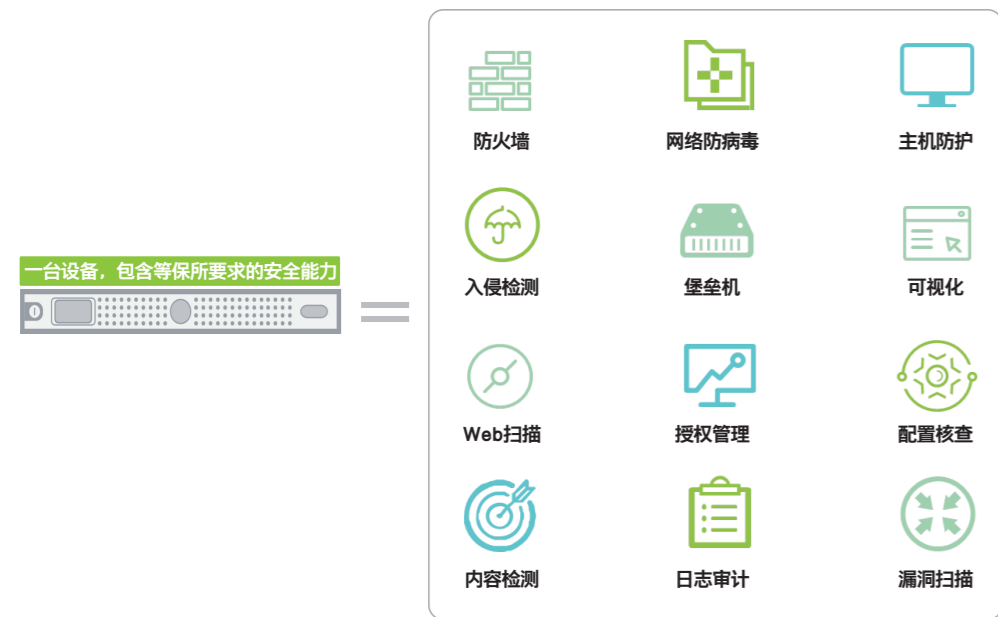 防火墙
网络防病毒
主机防护
入侵检测
堡垒机
可视化
一台设备，包含等保所要求的安全能力
Web扫描
授权管理
配置核查
内容检测
日志审计
漏洞扫描